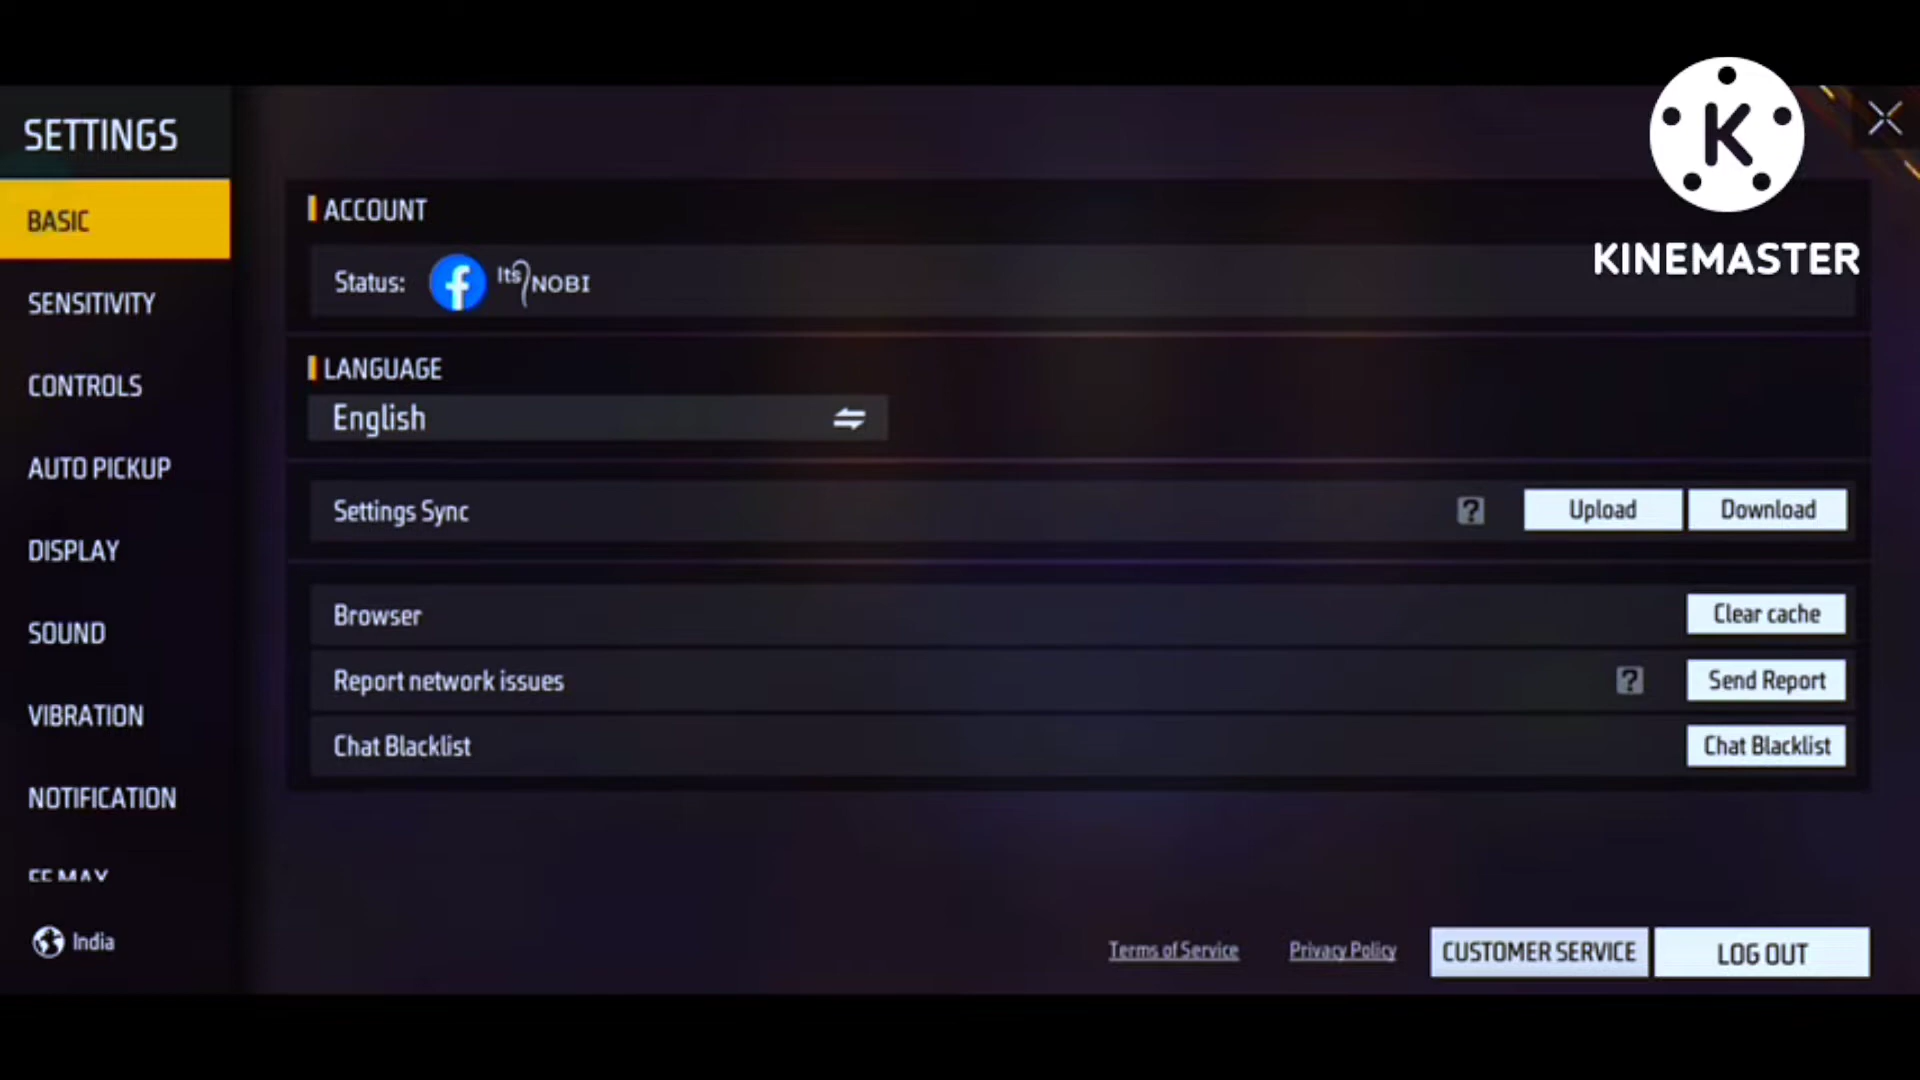 SETTINGS
K
KINEMASTER
BASIC
SENSITIVITY
CONTROLS
AUTO PICKUP
DISPLAY
SOUND
VIBRATION
NOTIFICATION
FF MAX
India
ACCOUNT
Status: Its NOBI
LANGUAGE
English
Settings Sync ? Upload Download
Browser Clear cache
Report network issues ? Send Report
Chat Blacklist Chat Blacklist
Terms of Service Privacy Policy CUSTOMER SERVICE LOG OUT